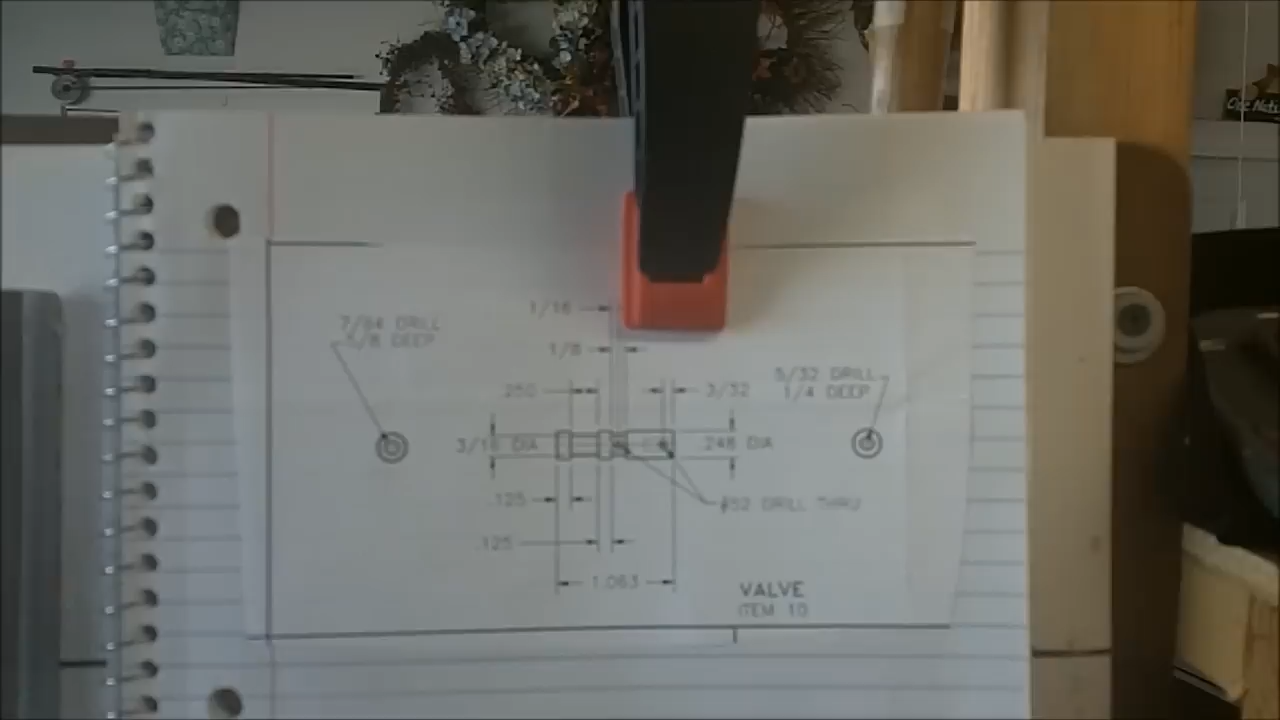 1/16
7/64 DRILL
5/8 DEEP
1/8
.250
3/32
5/32 DRILL
1/4 DEEP
3/16 DIA
.248 DIA
.125
#52 DRILL THRU
.125
1.063
VALVE
ITEM 10